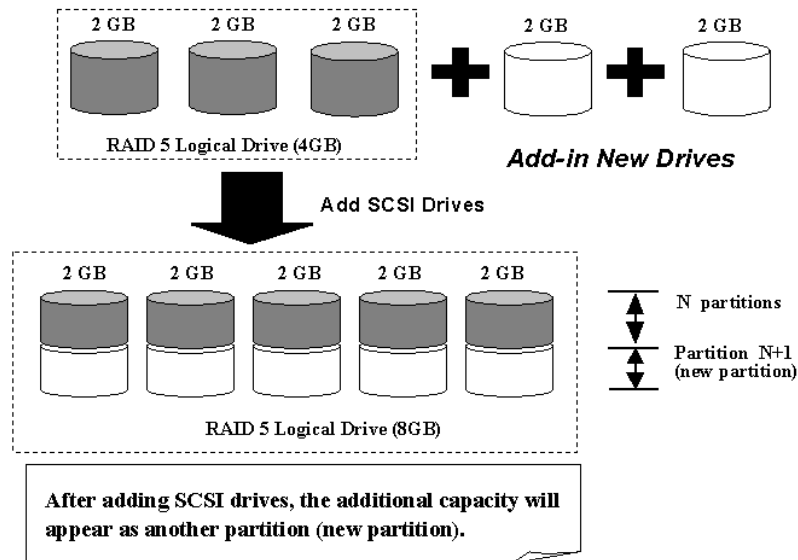 2 GB 2 GB 2 GB 2 GB 2 GB
RAID 5 Logical Drive (4GB)
Add-in New Drives
Add SCSI Drives
2 GB 2 GB 2 GB 2 GB 2 GB
N partitions
Partition N+1
(new partition)
RAID 5 Logical Drive (8GB)
After adding SCSI drives, the additional capacity will
appear as another partition (new partition).